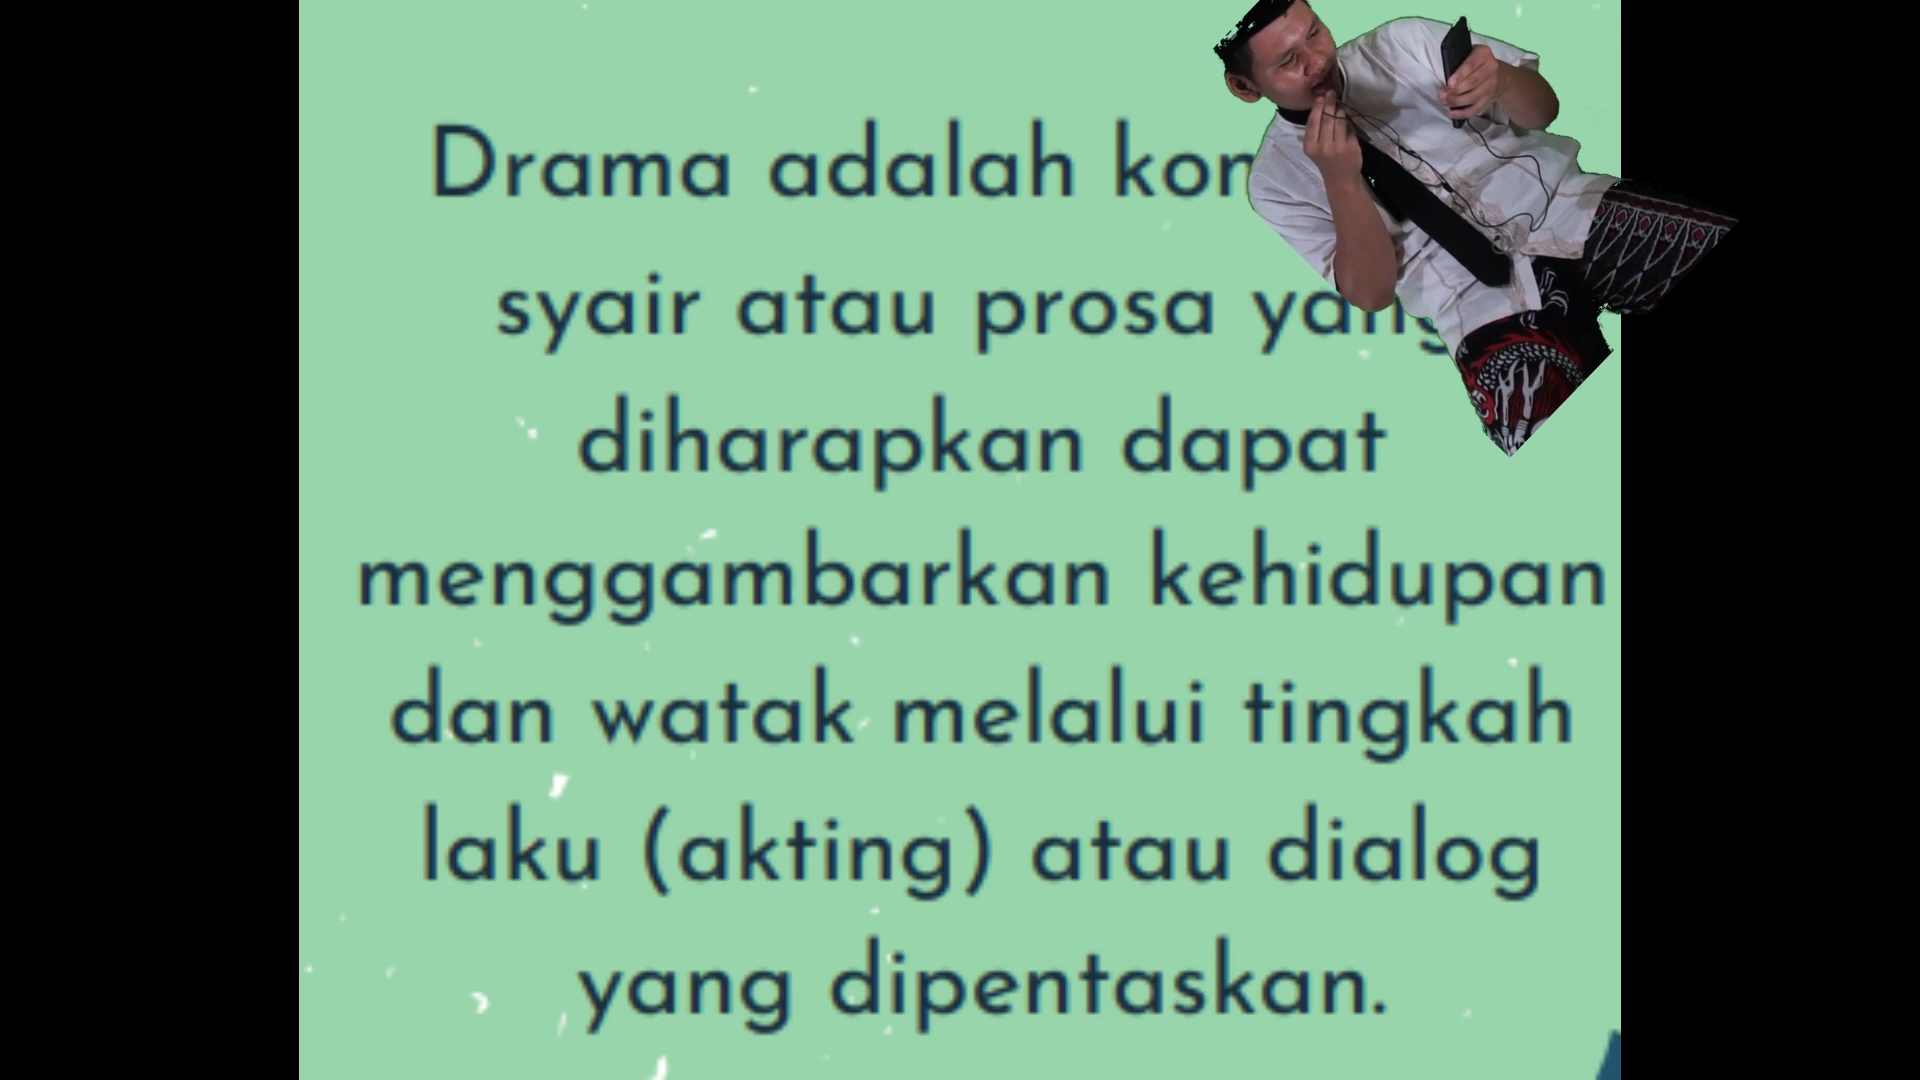 Drama adalah
syair atau prosa yang
diharapkan dapat
menggambarkan kehidupan
dan watak melalui tingkah
laku (akting) atau dialog
yang dipentaskan.